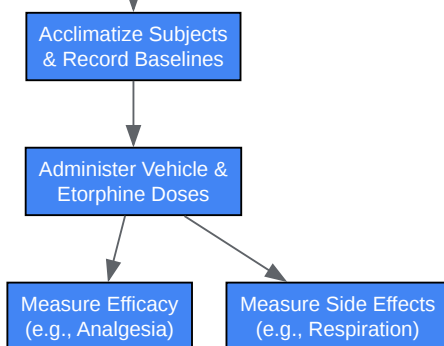 Acclimatize Subjects
& Record Baselines
Administer Vehicle &
Etorphine Doses
Measure Efficacy
(e.g., Analgesia)
Measure Side Effects
(e.g., Respiration)